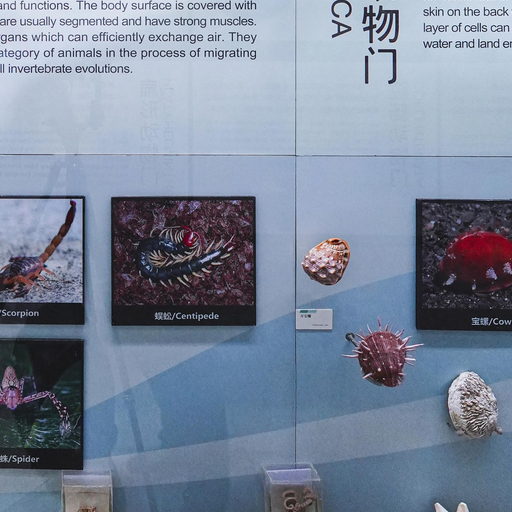 and functions. The body surface is covered with
are usually segmented and have strong muscles.
gans which can efficiently exchange air. They
ategory of animals in the process of migrating
ll invertebrate evolutions.
物门
CA
skin on the back
layer of cells can
water and land en
/Scorpion
蜈蚣/Centipede
宝螺/Cow
蛛/Spider